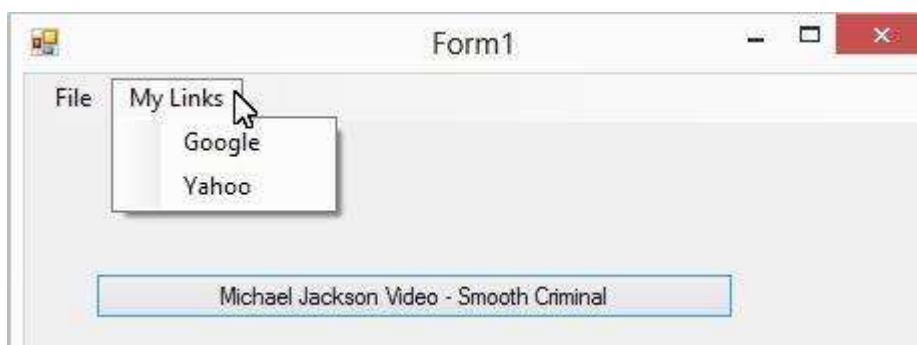 Form1
File My Links
Google
Yahoo
Michael Jackson Video - Smooth Criminal